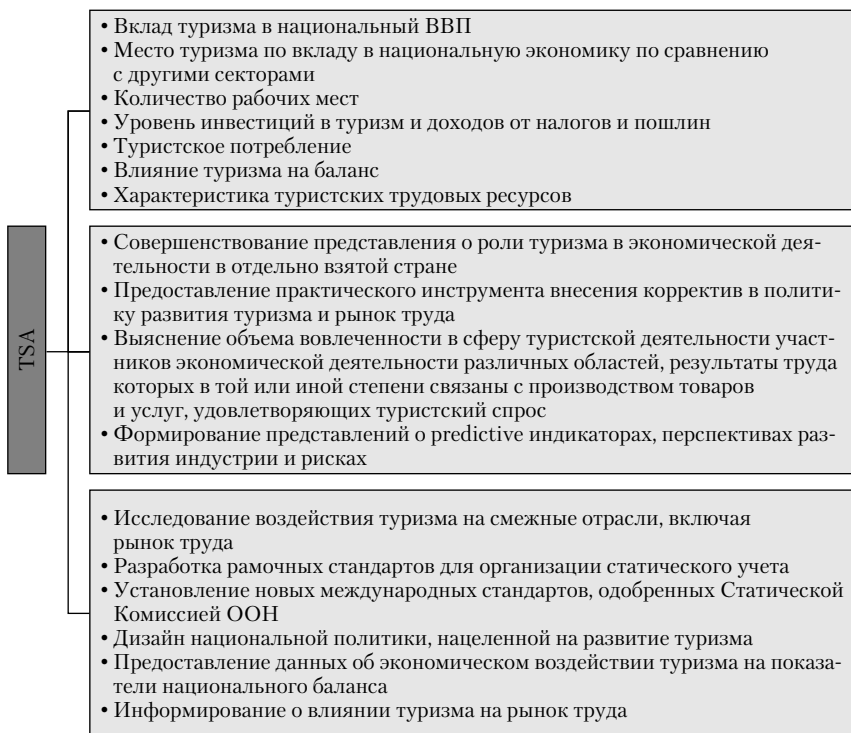 • Вклад туризма в национальный ВВП
• Место туризма по вкладу в национальную экономику по сравнению
с другими секторами
• Количество рабочих мест
• Уровень инвестиций в туризм и доходов от налогов и пошлин
• Туристское потребление
• Влияние туризма на баланс
• Характеристика туристских трудовых ресурсов
TSA
• Совершенствование представления о роли туризма в экономической дея-
тельности в отдельно взятой стране
• Предоставление практического инструмента внесения корректив в полити-
ку развития туризма и рынок труда
• Выяснение объема вовлеченности в сферу туристской деятельности участ-
ников экономической деятельности различных областей, результаты труда
которых в той или иной степени связаны с производством товаров
и услуг, удовлетворяющих туристский спрос
• Формирование представлений о predictive индикаторах, перспективах раз-
вития индустрии и рисках
• Исследование воздействия туризма на смежные отрасли, включая
рынок труда
• Разработка рамочных стандартов для организации статического учета
• Установление новых международных стандартов, одобренных Статической
Комиссией ООН
• Дизайн национальной политики, нацеленной на развитие туризма
• Предоставление данных об экономическом воздействии туризма на показа-
тели национального баланса
• Информирование о влиянии туризма на рынок труда